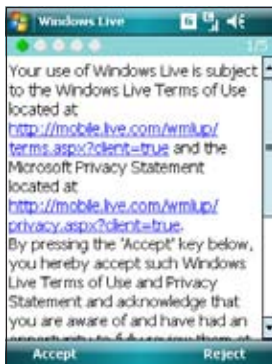 Windows Live
1/5
Your use of Windows Live is subject
to the Windows Live Terms of Use
located at
http://mobile.live.com/wmlup/
terms.aspx?client=true and the
Microsoft Privacy Statement
located at
http://mobile.live.com/wmlup/
privacy.aspx?client=true.
By pressing the "Accept" key below,
you hereby accept such Windows
Live Terms of Use and Privacy
Statement and acknowledge that
you are aware of and have had an
Accept Reject